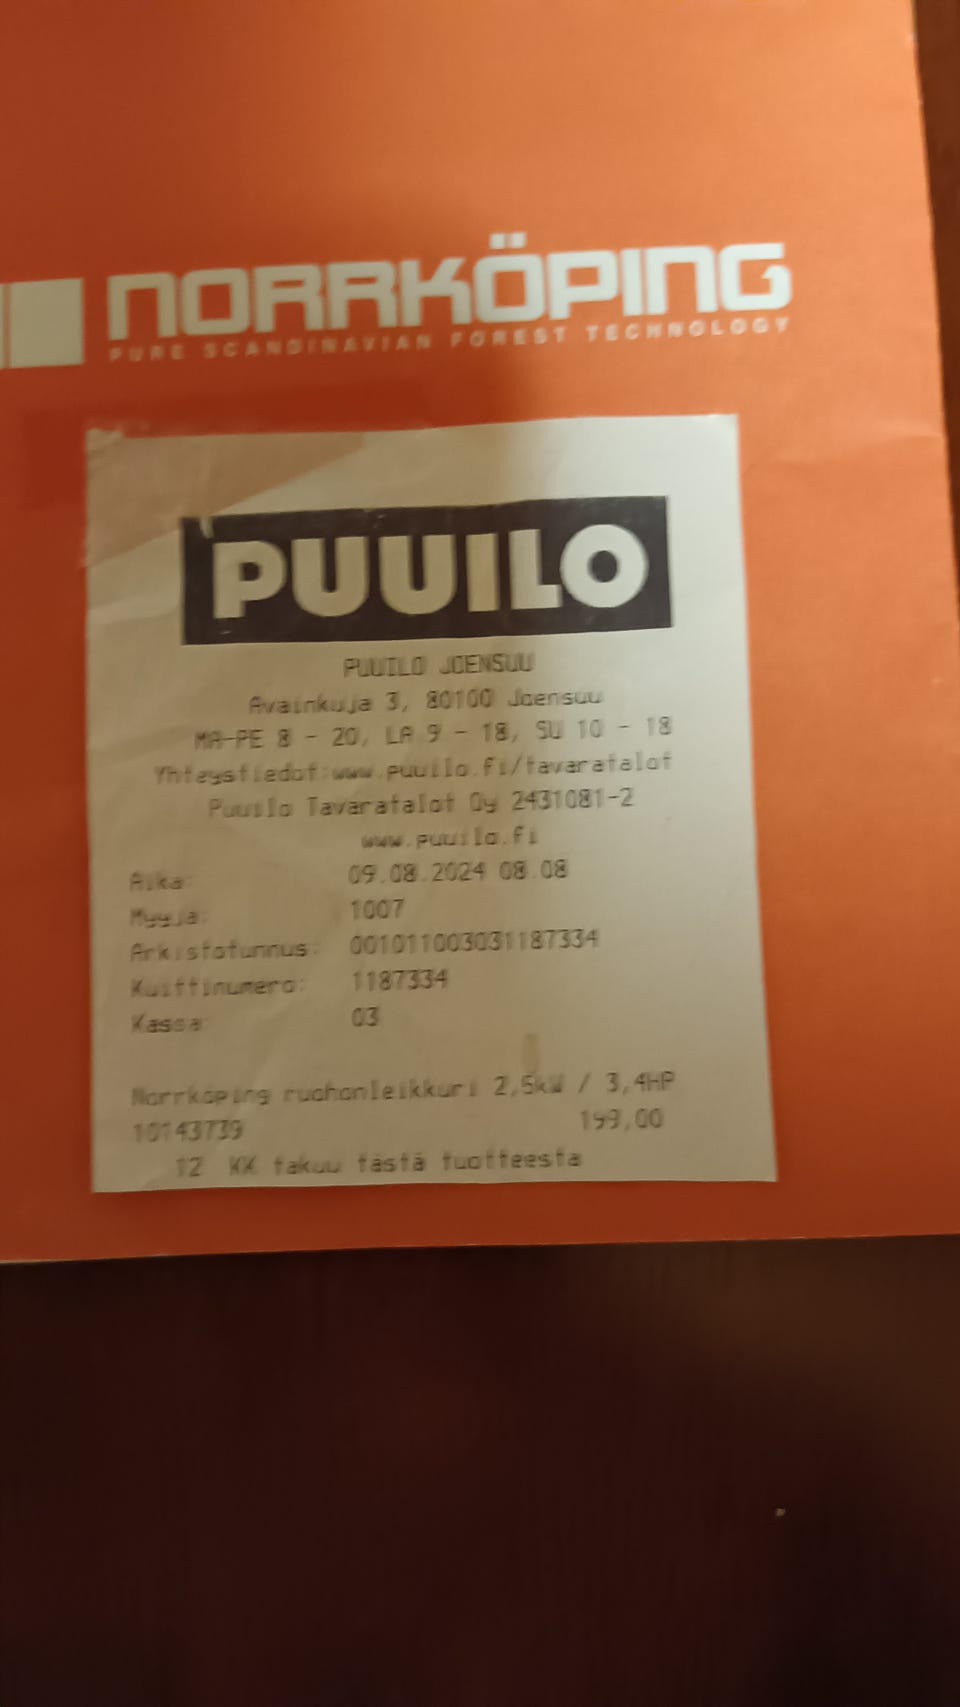 NORRKÖPING
PURE SCANDINAVIAN FOREST TECHNOLOGY
PUUILO
PUUILO JOENSUU
Avainkuja 3, 80100 Joensuu
MA-PE 8 - 20, LA 9 - 18, SU 10 - 18
Yhteystiedot:www.puuilo.fi/tavaratalot
Puuilo Tavaratalot Oy 2431081-2
www.puuilo.fi
Aika: 09.08.2024 08.08
Myyjä: 1007
Arkistotunnus: 001011003031187334
Kuittinumero: 1187334
Kassa: 03
Norrköping ruohonleikkuri 2,5kW / 3,4HP
10143739 199,00
12 KK takuu tästä tuotteesta